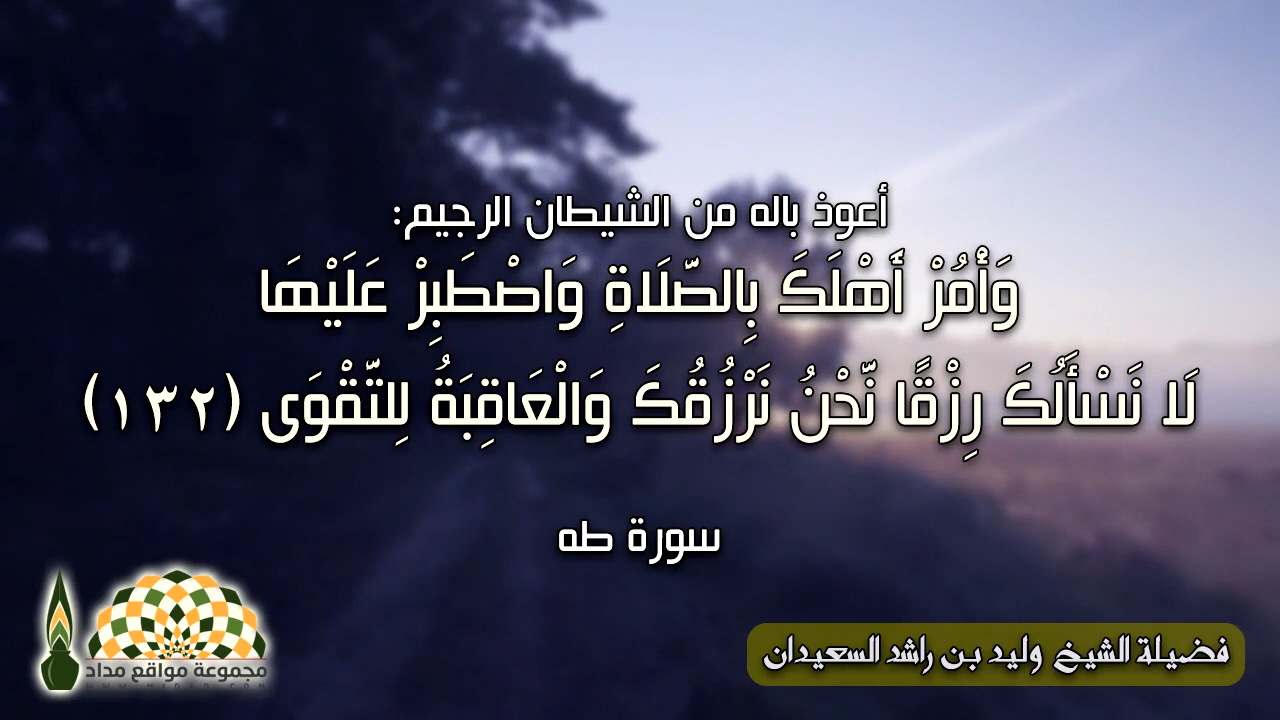 أعوذ باله من الشيطان الرجيم:
وَأْمُرْ أَهْلَكَ بِالصَّلَاةِ وَاصْطَبِرْ عَلَيْهَا
لَا نَسْأَلُكَ رِزْقًا نَّحْنُ نَرْزُقُكَ وَالْعَاقِبَةُ لِلتَّقْوَى (١٣٢)
سورة طه
فضيلة الشيخ وليد بن راشد السعيدان
مجموعة مواقع مداد